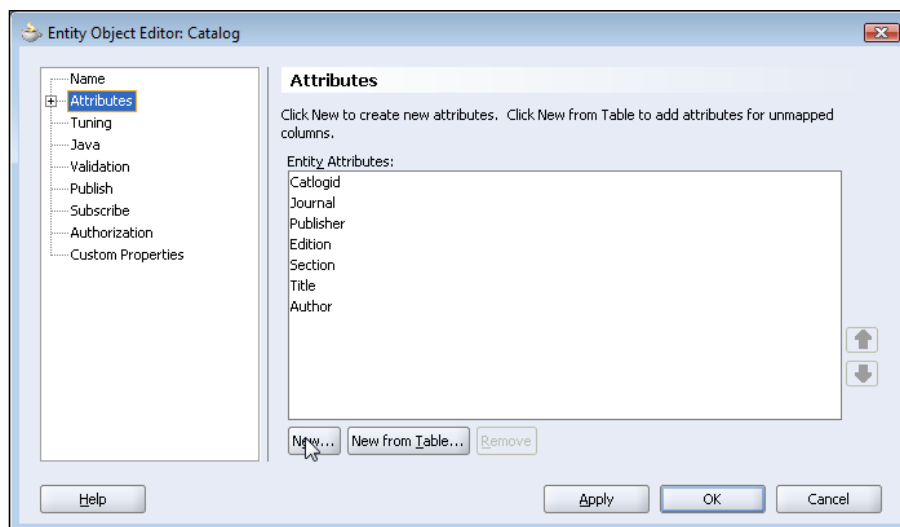 Entity Object Editor: Catalog
Name
Attributes
Tuning
Java
Validation
Publish
Subscribe
Authorization
Custom Properties
Attributes
Click New to create new attributes. Click New from Table to add attributes for unmapped
columns.
Entity Attributes:
Catlogid
Journal
Publisher
Edition
Section
Title
Author
New... New from Table... Remove
Help Apply OK Cancel